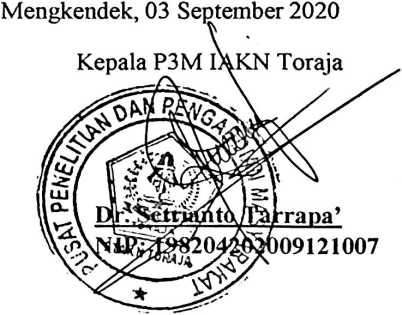 Mengkendek, 03 September 2020
Kepala P3M IAKN Toraja
PUSAT PENELITIAN DAN PENGABDIAN MASYARAKAT
IAKN TORAJA
Dr. Setrianto Tarrapa'
NIP: 198204202009121007